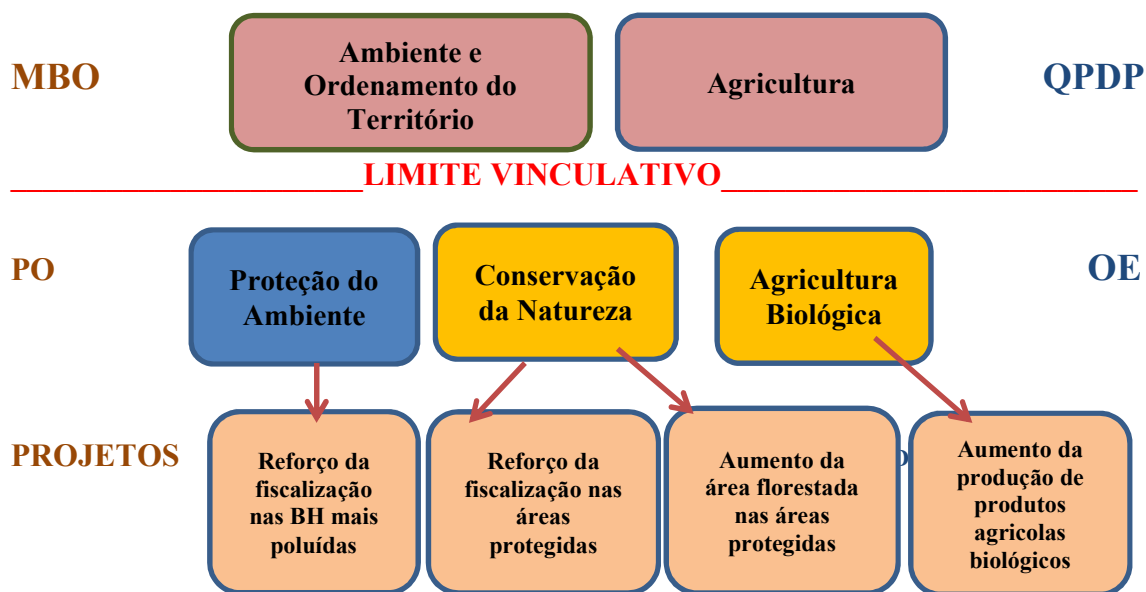 MBO
Ambiente e
Ordenamento do
Território
Agricultura
QPDP
LIMITE VINCULATIVO
PO
Proteção do
Ambiente
Conservação
da Natureza
Agricultura
Biológica
OE
PROJETOS
Reforço da
fiscalização
nas BH mais
poluídas
Reforço da
fiscalização nas
áreas
protegidas
Aumento da
área florestada
nas áreas
protegidas
Aumento da
produção de
produtos
agricolas
biológicos